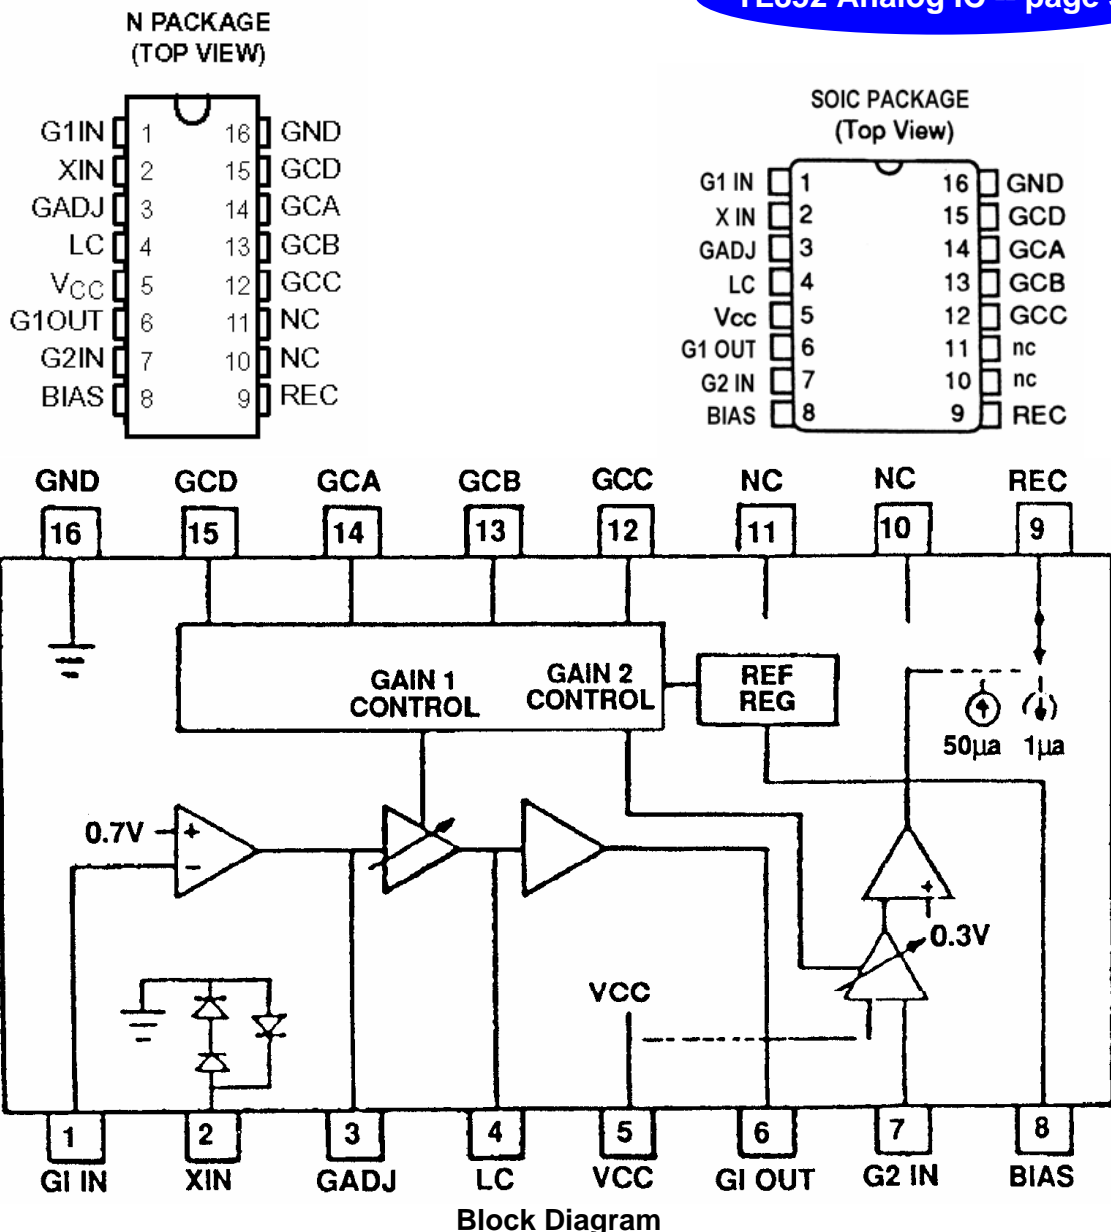 TL852 Analog IC -- page
N PACKAGE
(TOP VIEW)
G1IN 1 16 GND
XIN 2 15 GCD
GADJ 3 14 GCA
LC 4 13 GCB
VCC 5 12 GCC
G1OUT 6 11 NC
G2IN 7 10 NC
BIAS 8 9 REC
SOIC PACKAGE
(Top View)
G1 IN 1 16 GND
X IN 2 15 GCD
GADJ 3 14 GCA
LC 4 13 GCB
Vcc 5 12 GCC
G1 OUT 6 11 nc
G2 IN 7 10 nc
BIAS 8 9 REC
GND GCD GCA GCB GCC NC NC REC
16 15 14 13 12 11 10 9
GAIN 1
CONTROL
GAIN 2
CONTROL
REF
REG
50µa 1µa
0.7V + −
+
0.3V
VCC
1 2 3 4 5 6 7 8
GI IN XIN GADJ LC VCC GI OUT G2 IN BIAS
Block Diagram